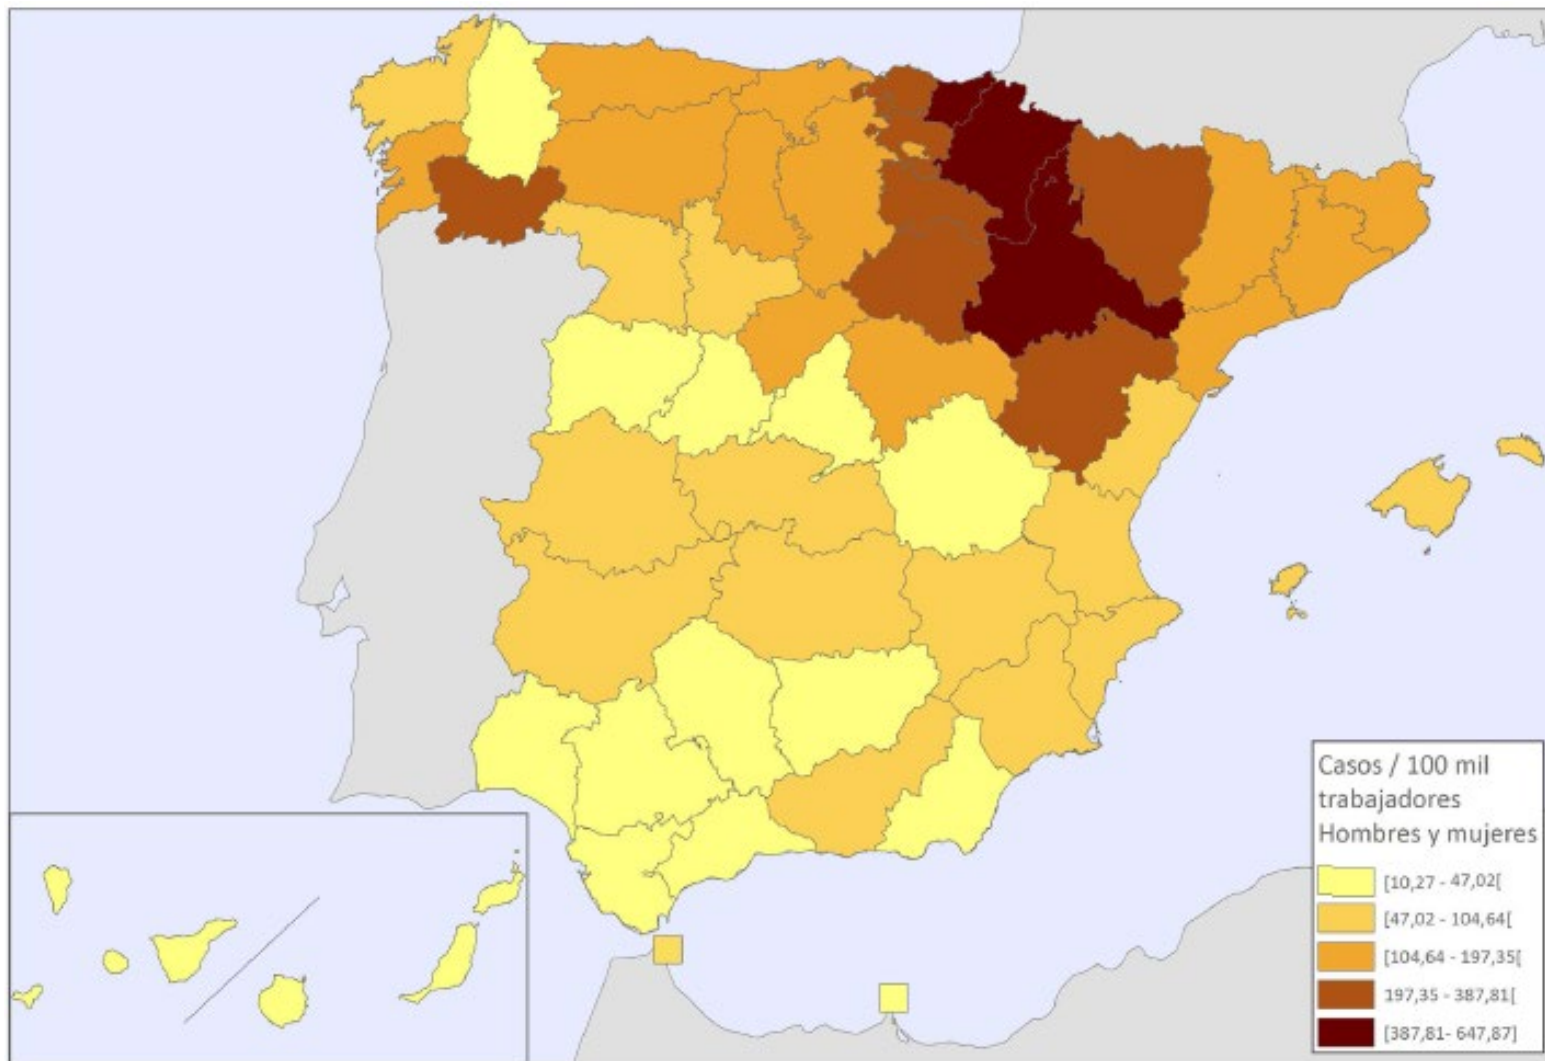 Casos / 100 mil
trabajadores
Hombres y mujeres
[10,27 - 47,02[
[47,02 - 104,64[
[104,64 - 197,35[
197,35 - 387,81[
[387,81- 647,87]